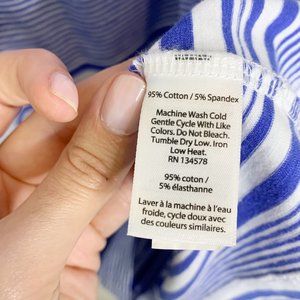 95% Cotton / 5% Spandex
Machine Wash Cold
Gentle Cycle With Like
Colors. Do Not Bleach.
Tumble Dry Low. Iron
Low Heat.
RN 134578
95% coton /
5% élasthanne
Laver à la machine à l'eau
froide, cycle doux avec
des couleurs similaires.